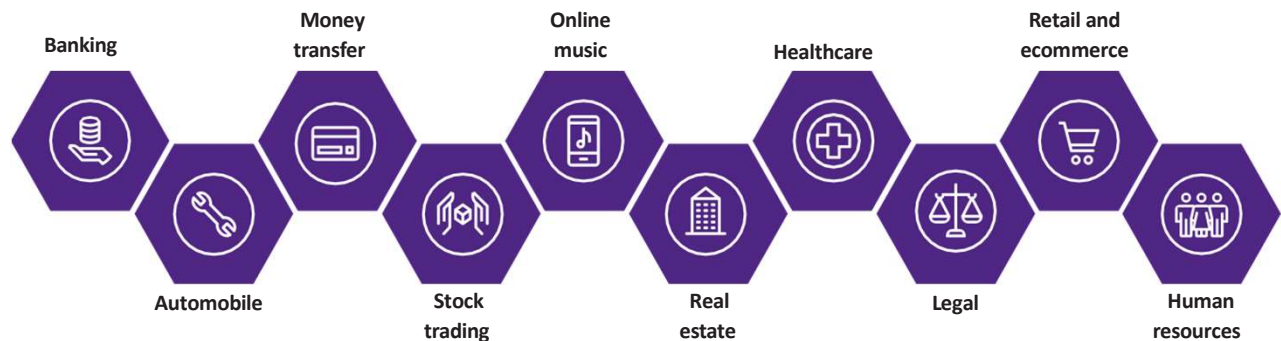 Banking
Money
transfer
Online
music
Healthcare
Retail and
ecommerce
Automobile
Stock
trading
Real
estate
Legal
Human
resources